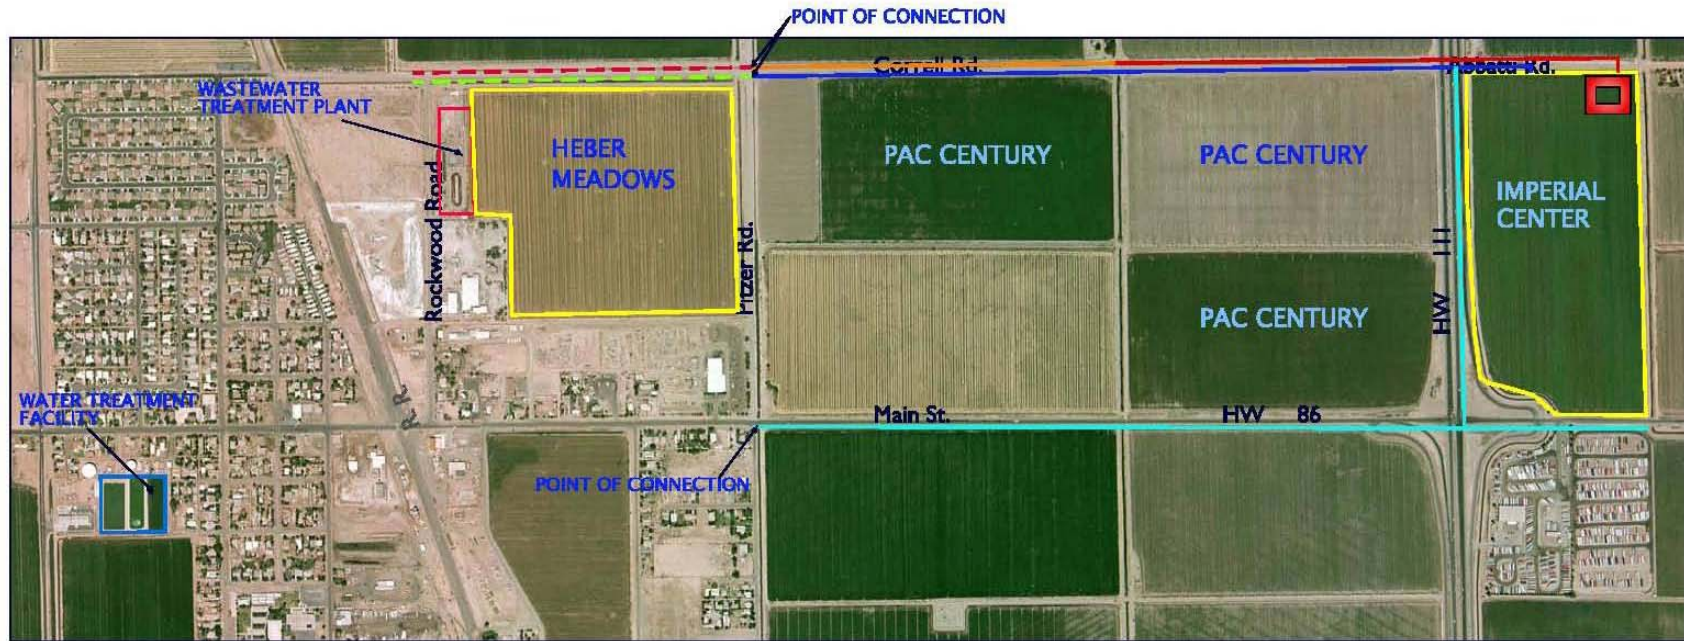 POINT OF CONNECTION
Correll Rd.
Abbatti Rd.
WASTEWATER
TREATMENT PLANT
HEBER
MEADOWS
PAC CENTURY
PAC CENTURY
IMPERIAL
CENTER
Rockwood Road
Pitzer Rd.
HW 111
PAC CENTURY
WATER TREATMENT
FACILITY
R.R.
Main St.
HW 86
POINT OF CONNECTION